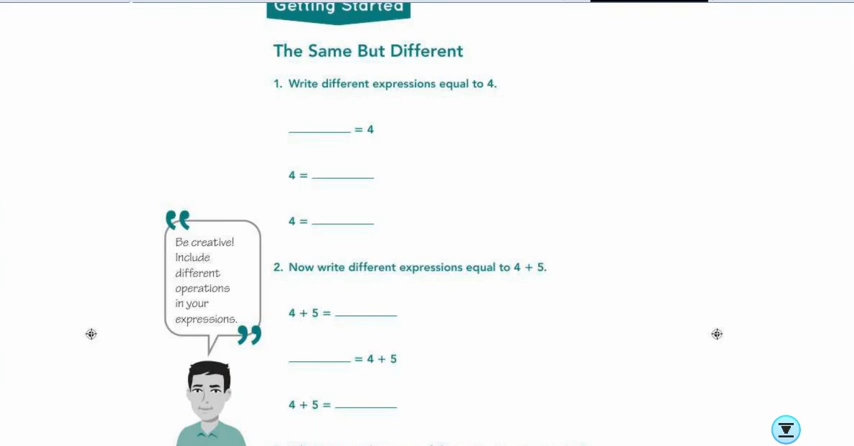 Getting Started
The Same But Different
1. Write different expressions equal to 4.
_________ = 4
4 = _________
4 = _________
Be creative!
Include
different
operations
in your
expressions.
2. Now write different expressions equal to 4 + 5.
4 + 5 = _________
_________ = 4 + 5
4 + 5 = _________